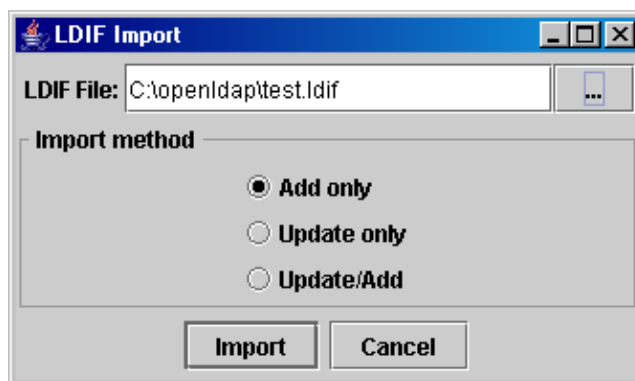 LDIF Import
LDIF File: C:\openldap\test.ldif ...
Import method
Add only
Update only
Update/Add
Import Cancel